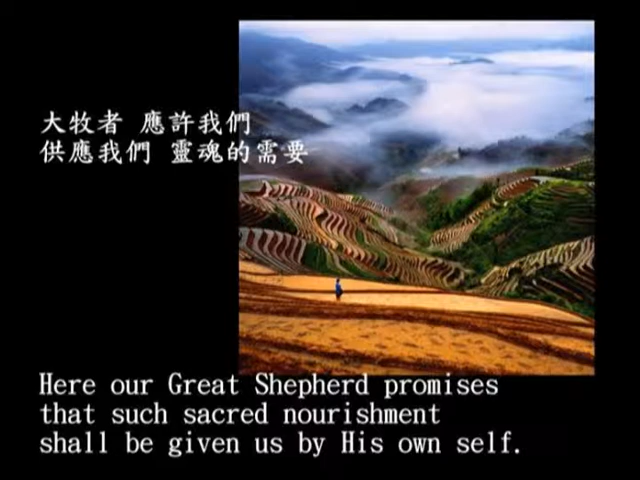 大牧者 應許我們
供應我們 靈魂的需要
Here our Great Shepherd promises
that such sacred nourishment
shall be given us by His own self.